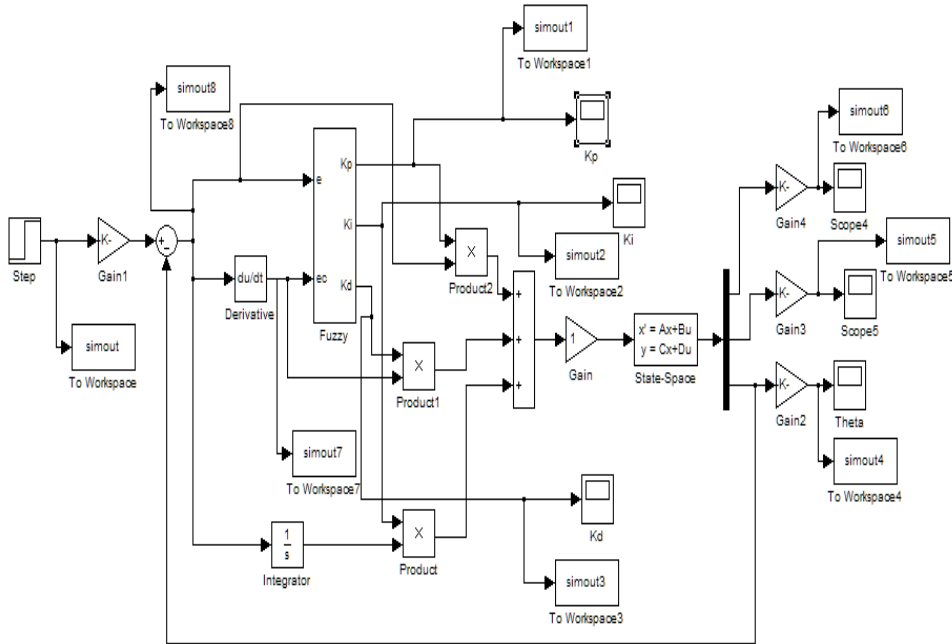 simout1
To Workspace1
simout8
To Workspace8
Kp
simout6
To Workspace6
K-
Gain4
Scope4
e
Kp
Ki
ec
Kd
Fuzzy
Ki
simout2
To Workspace2
simout5
To Workspace5
Step
K-
Gain1
+
-
du/dt
Derivative
X
Product2
+
+
+
1
Gain
x' = Ax+Bu
y = Cx+Du
State-Space
K-
Gain3
Scope5
simout
To Workspace
X
Product1
K-
Gain2
Theta
simout7
To Workspace7
simout4
To Workspace4
1
s
Integrator
X
Product
Kd
simout3
To Workspace3